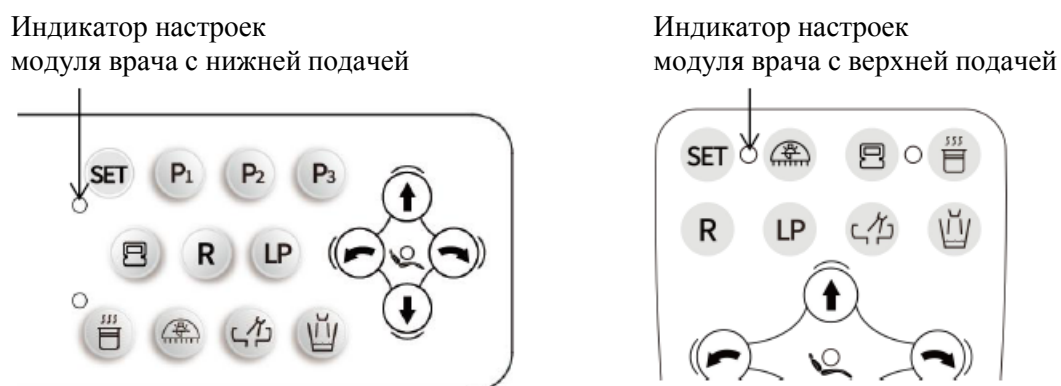 Индикатор настроек
модуля врача с нижней подачей
Индикатор настроек
модуля врача с верхней подачей
SET P1 P2 P3
R LP
SET
R LP